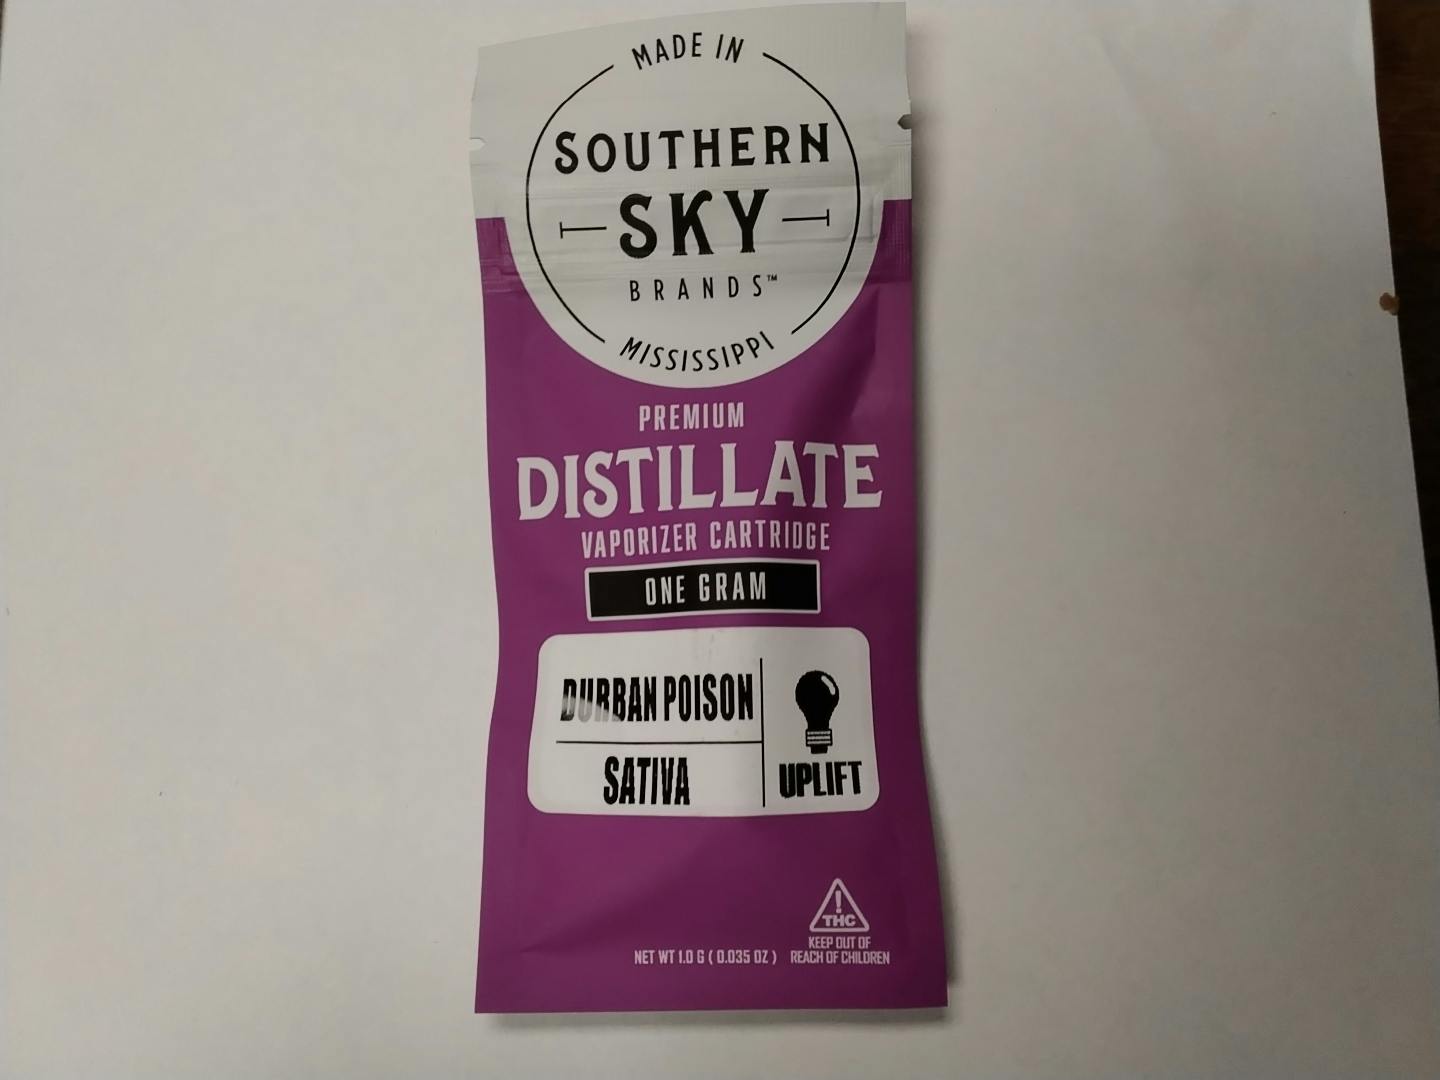 MADE IN
SOUTHERN
SKY
BRANDS™
MISSISSIPPI
PREMIUM
DISTILLATE
VAPORIZER CARTRIDGE
ONE GRAM
DURBAN POISON
SATIVA
UPLIFT
!
THC
KEEP OUT OF
REACH OF CHILDREN
NET WT 1.0 G ( 0.035 OZ )